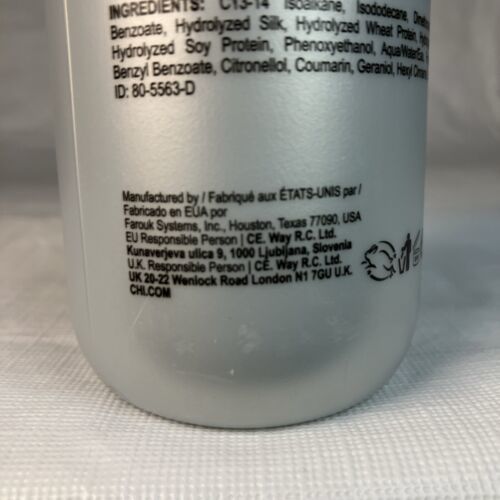 INGREDIENTS: C13-14 Isoalkane, Isododecane,
Benzoate, Hydrolyzed Silk, Hydrolyzed Wheat Protein,
Hydrolyzed Soy Protein, Phenoxyethanol,
Benzyl Benzoate, Citronellol, Coumarin, Geraniol, Hexyl
ID: 80-5563-D
Manufactured by / Fabriqué aux ÉTATS-UNIS par /
Fabricado en EUA por
Farouk Systems, Inc., Houston, Texas 77090, USA
EU Responsible Person | CE. Way R.C. Ltd.
Kunaverjeva ulica 9, 1000 Ljubljana, Slovenia
U.K. Responsible Person | CE. Way R.C. Ltd.
UK 20-22 Wenlock Road London N1 7GU U.K.
CHI.COM